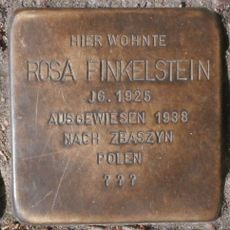 HIER WOHNTE
ROSA FINKELSTEIN
JG. 1925
AUSGEWIESEN 1938
NACH ZBASZYN
POLEN
? ? ?